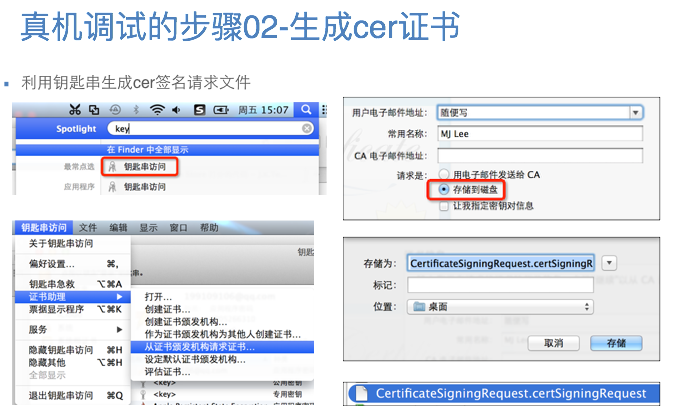 真机调试的步骤02-生成cer证书
利用钥匙串生成cer签名请求文件
周五 15:07
Spotlight key
在 Finder 中全部显示
最常点选 钥匙串访问
应用程序 钥匙串访问
钥匙串访问 文件 编辑 显示 窗口 帮助
关于钥匙串访问
偏好设置... ⌘,
钥匙串急救 ⌥⌘A
证书助理 ▶
票据显示程序 ⌥⌘K
服务 ▶
隐藏钥匙串访问 ⌘H
隐藏其他 ⌥⌘H
全部显示
退出钥匙串访问 ⌘Q
钥匙
打开...
创建证书...
创建证书颁发机构...
作为证书颁发机构为其他人创建证书...
从证书颁发机构请求证书...
设定默认证书颁发机构...
评估证书...
<key> 公用密钥
<key> 专用密钥
用户电子邮件地址: 随便写
常用名称: MJ Lee
CA 电子邮件地址:
请求是: 用电子邮件发送给 CA
存储到磁盘
让我指定密钥对信息
存储为: CertificateSigningRequest.certSigningR
标记:
位置: 桌面
取消 存储
CertificateSigningRequest.certSigningRequest